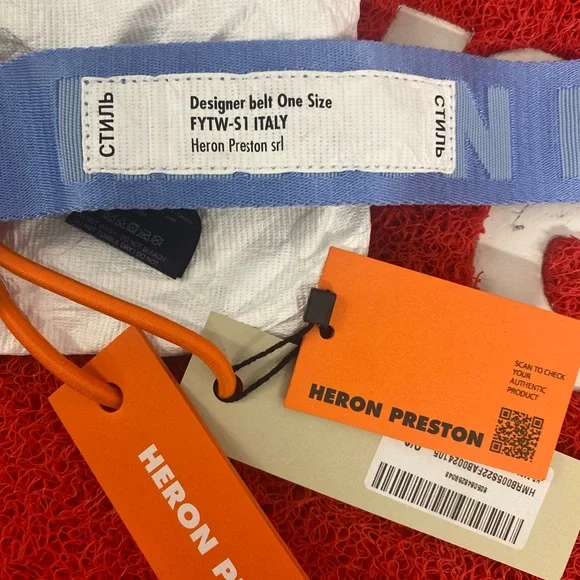 СТИЛЬ
Designer belt One Size
FYTW-S1 ITALY
Heron Preston srl
СТИЛЬ
N
SCAN TO CHECK
YOUR
AUTHENTIC
PRODUCT
HERON PRESTON
HERON PRESTON